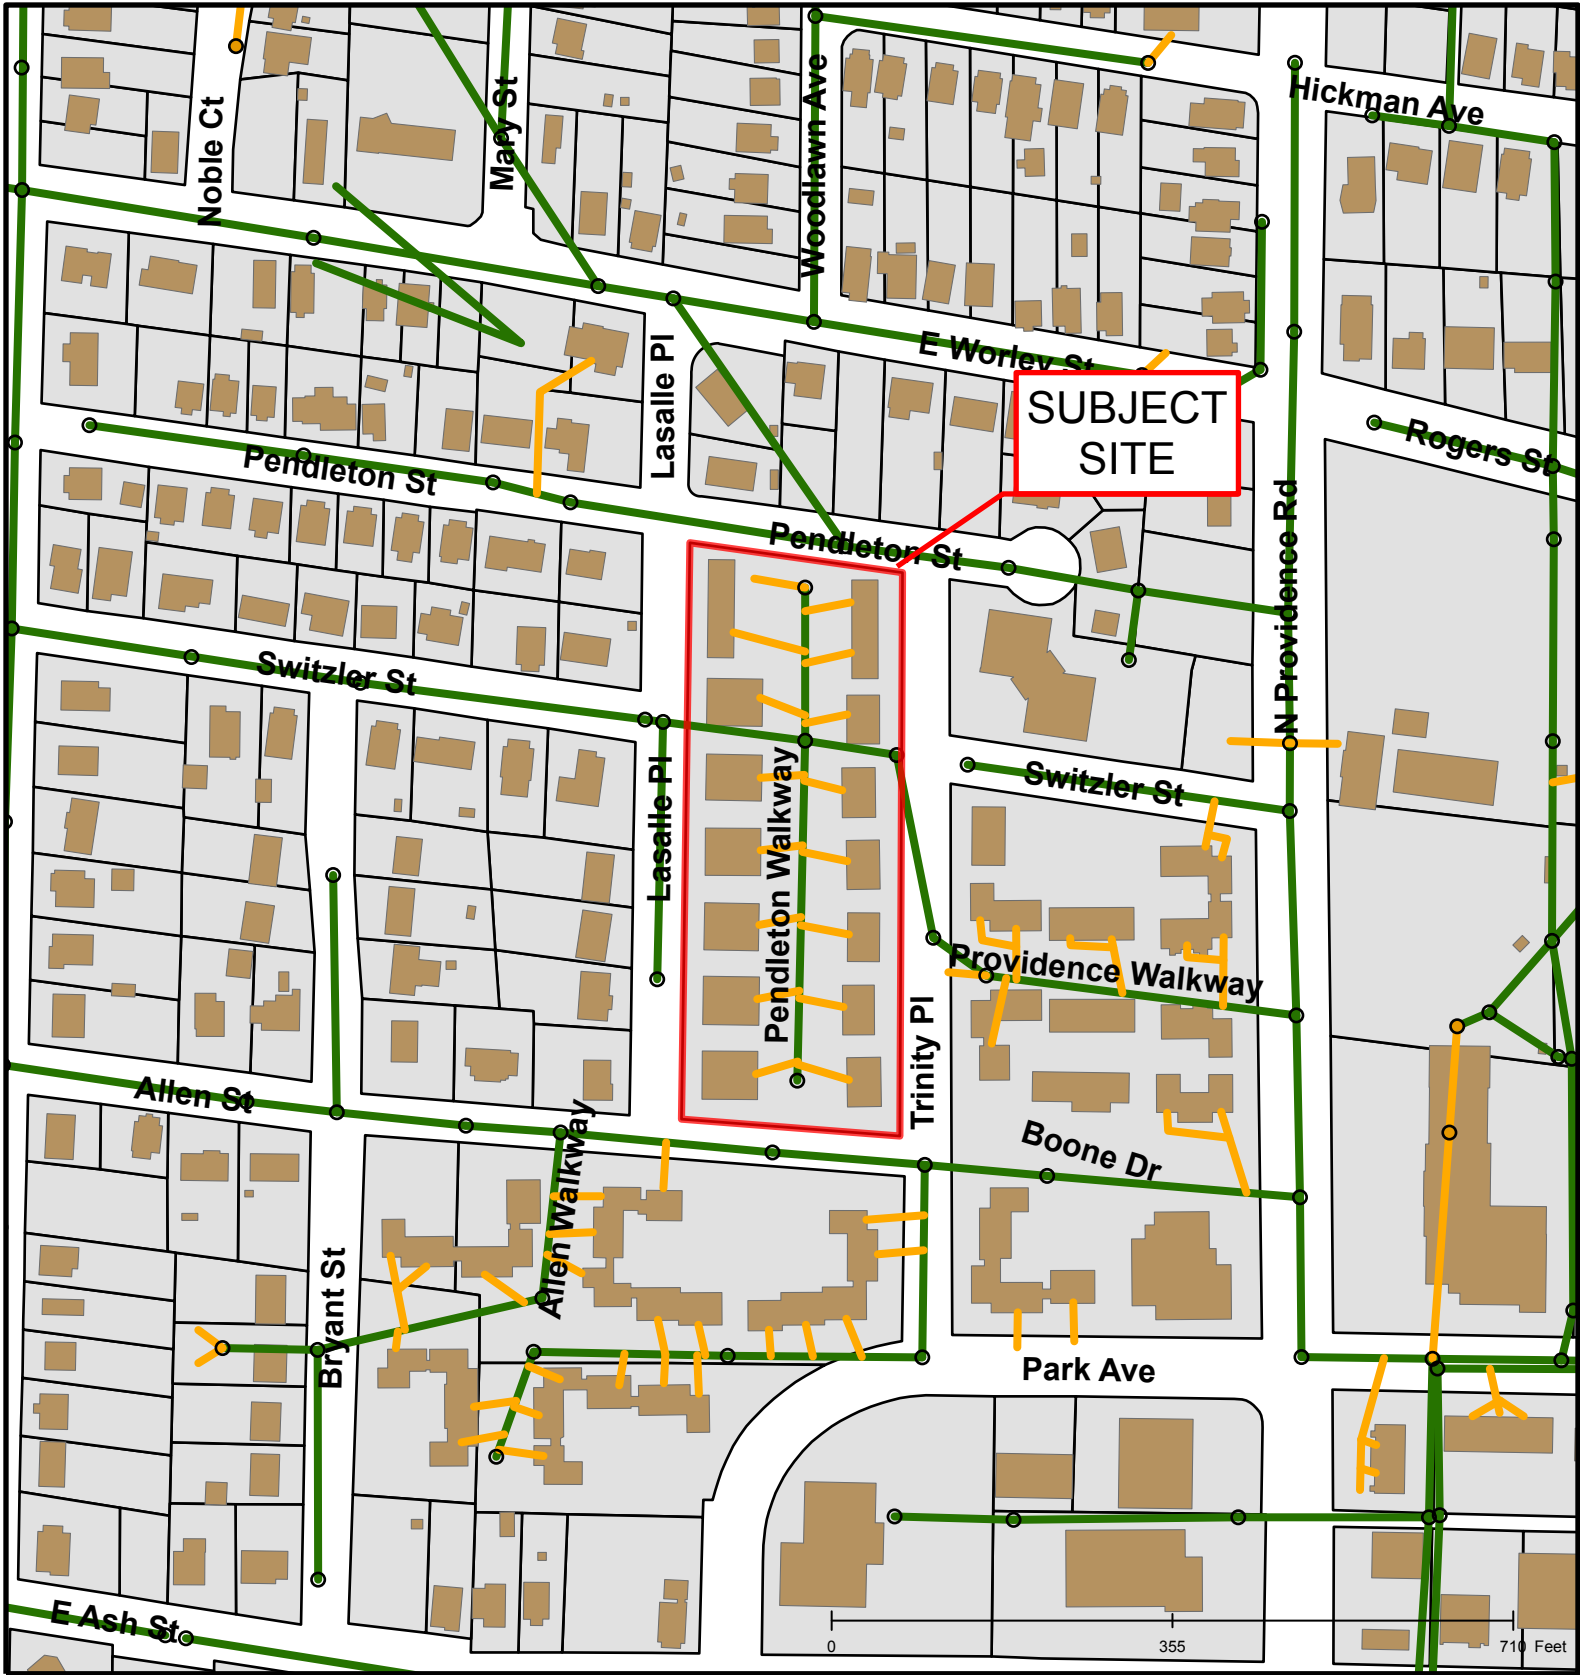 Noble Ct
Mary St
Woodlawn Ave
Hickman Ave
E Worley St
Lasalle Pl
SUBJECT
SITE
Rogers St
Pendleton St
Pendleton St
N Providence Rd
Switzler St
Switzler St
Lasalle Pl
Pendleton Walkway
Providence Walkway
Trinity Pl
Allen St
Allen Walkway
Boone Dr
Bryant St
Park Ave
E Ash St
0 355 710 Feet